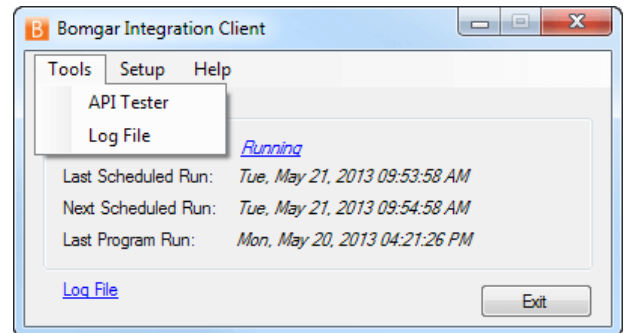 Bomgar Integration Client
Tools Setup Help
API Tester
Log File
Running
Last Scheduled Run: Tue, May 21, 2013 09:53:58 AM
Next Scheduled Run: Tue, May 21, 2013 09:54:58 AM
Last Program Run: Mon, May 20, 2013 04:21:26 PM
Log File
Exit